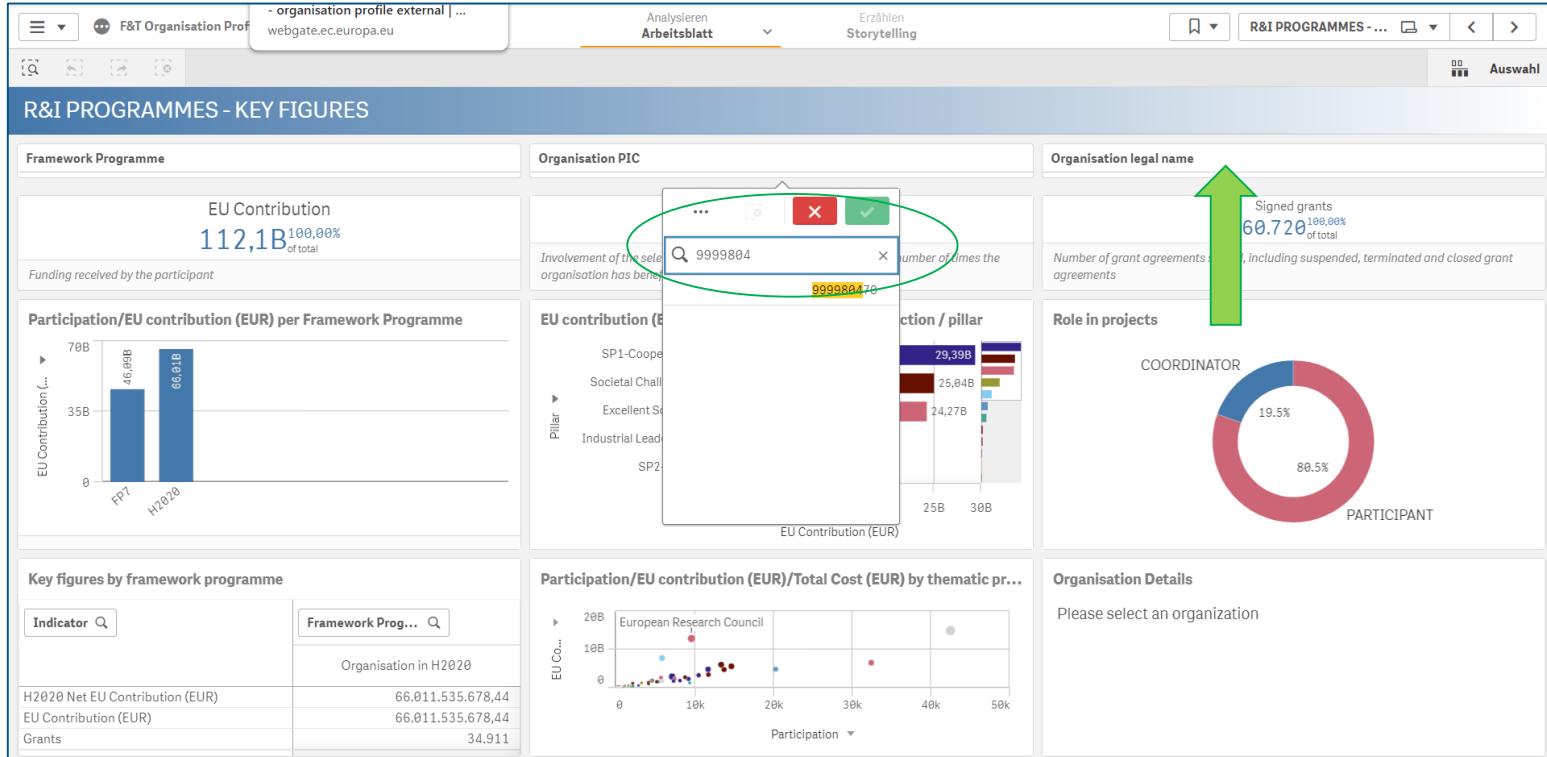 - organisation profile external | ...
webgate.ec.europa.eu
F&T Organisation Prof
Analysieren
Arbeitsblatt
Erzählen
Storytelling
R&I PROGRAMMES - ...
Auswahl
R&I PROGRAMMES - KEY FIGURES
Framework Programme
Organisation PIC
Organisation legal name
EU Contribution
112,1B 100,00%
of total
Funding received by the participant
9999804
999980470
Involvement of the sele
number of times the
organisation has benef
Signed grants
60.720 100,00%
of total
Number of grant agreements s
, including suspended, terminated and closed grant
agreements
Participation/EU contribution (EUR) per Framework Programme
EU Contribution (...
70B
35B
0
46,09B
66,01B
FP7
H2020
EU contribution (E
ction / pillar
Pillar
SP1-Coope
Societal Chall
Excellent Sc
Industrial Lead
SP2-
29,39B
25,04B
24,27B
25B
30B
EU Contribution (EUR)
Role in projects
COORDINATOR
19.5%
80.5%
PARTICIPANT
Key figures by framework programme
Indicator
Framework Prog...
Organisation in H2020
H2020 Net EU Contribution (EUR) 66.011.535.678,44
EU Contribution (EUR) 66.011.535.678,44
Grants 34.911
Participation/EU contribution (EUR)/Total Cost (EUR) by thematic pr...
EU Co...
20B
10B
0
European Research Council
0 10k 20k 30k 40k 50k
Participation
Organisation Details
Please select an organization